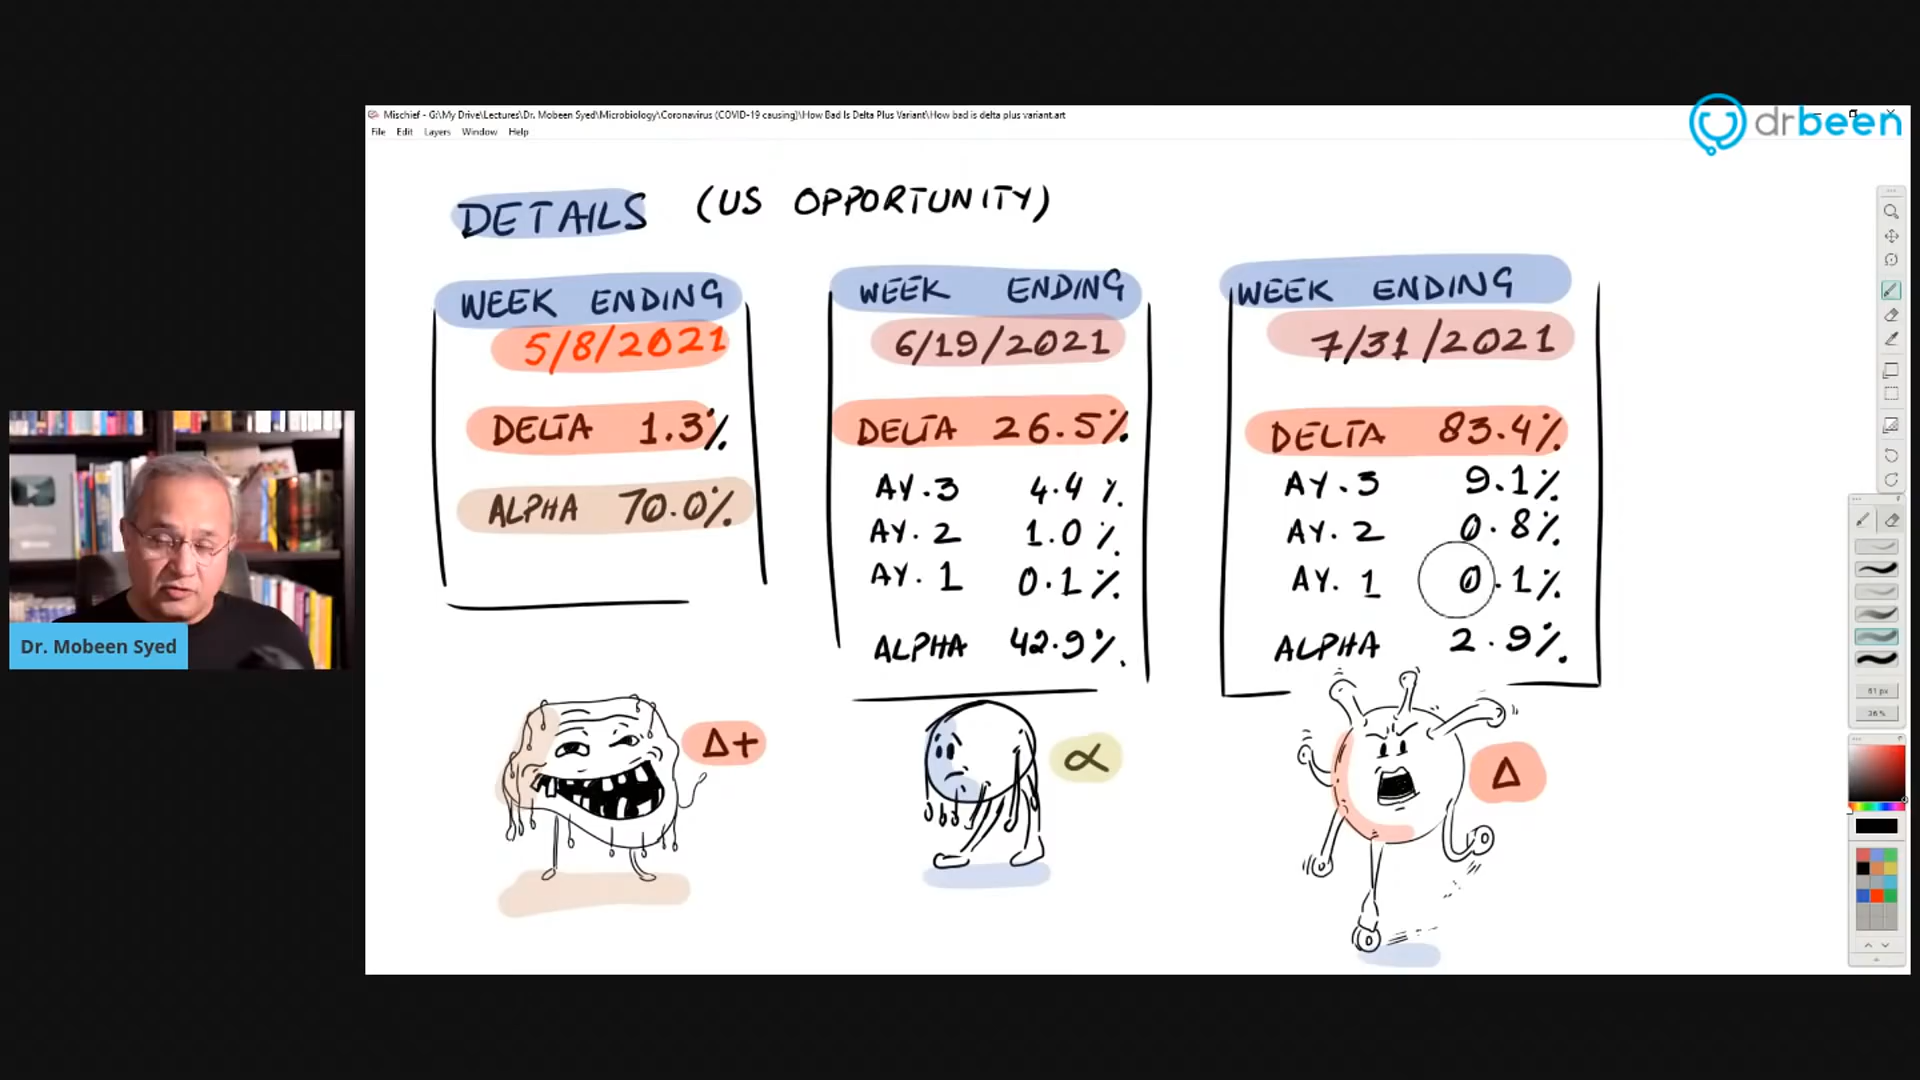 Mischief - G:\My Drive\Lectures\Dr. Mobeen Syed\Microbiology\Coronavirus (COVID-19 causing)\How Bad Is Delta Plus Variant\How bad is delta plus variant.art
File Edit Layers Window Help
drbeen
DETAILS (US OPPORTUNITY)
WEEK ENDING
5/8/2021
DELTA 1.3%
ALPHA 70.0%
WEEK ENDING
6/19/2021
DELTA 26.5%
AY.3 4.4%
AY.2 1.0%
AY.1 0.1%
ALPHA 42.9%
WEEK ENDING
7/31/2021
DELTA 83.4%
AY.3 9.1%
AY.2 0.8%
AY.1 0.1%
ALPHA 2.9%
Δ+
α
Δ
Dr. Mobeen Syed
61 px
36%